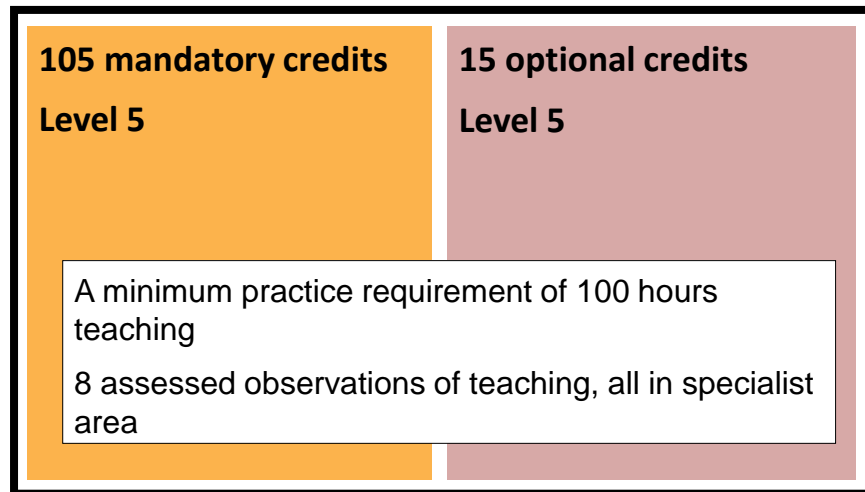 105 mandatory credits
Level 5
15 optional credits
Level 5
A minimum practice requirement of 100 hours
teaching
8 assessed observations of teaching, all in specialist
area